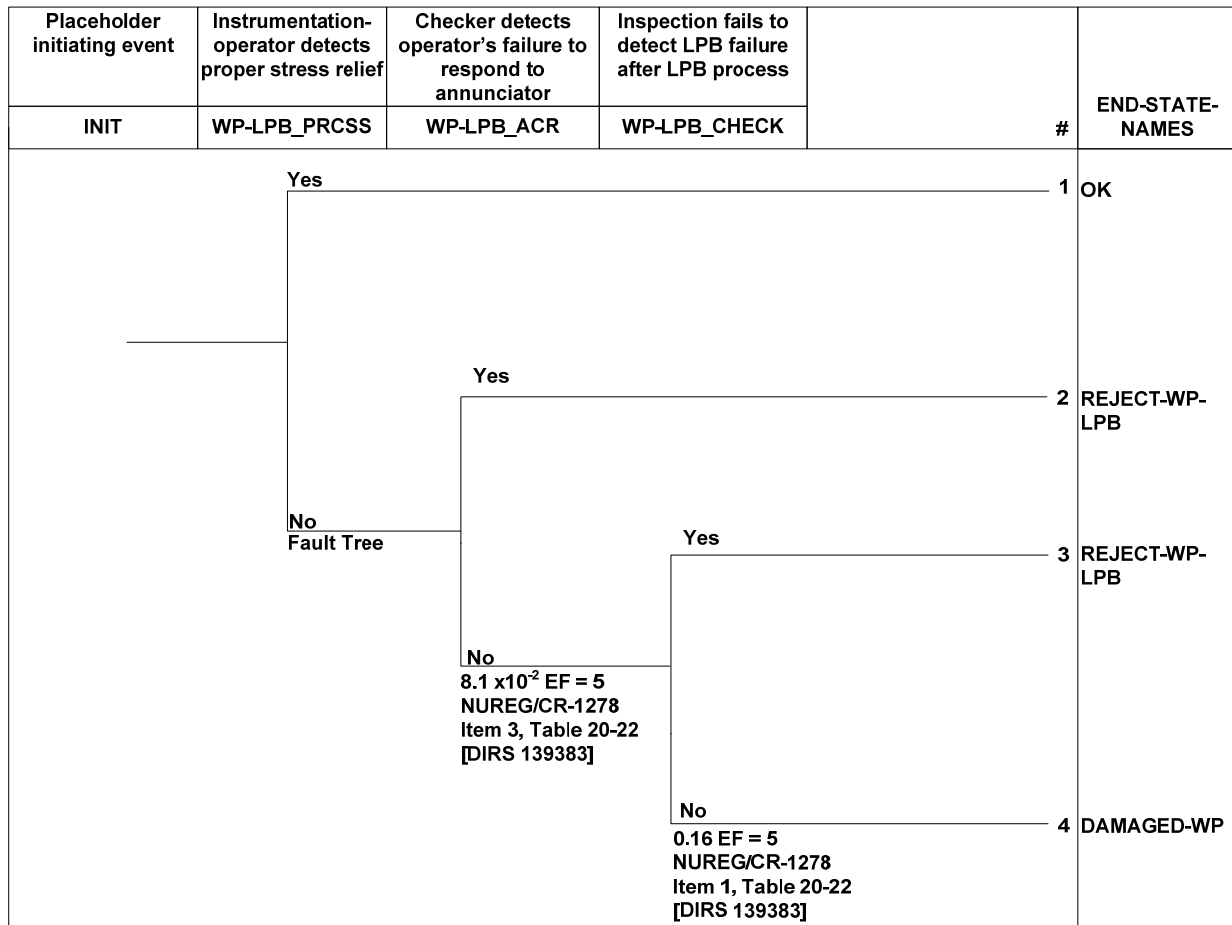 Placeholder
initiating event
Instrumentation-
operator detects
proper stress relief
Checker detects
operator's failure to
respond to
annunciator
Inspection fails to
detect LPB failure
after LPB process
#
END-STATE-
NAMES
INIT
WP-LPB_PRCSS
WP-LPB_ACR
WP-LPB_CHECK
Yes
1 OK
Yes
2 REJECT-WP-
LPB
No
Fault Tree
Yes
3 REJECT-WP-
LPB
No
8.1 x10⁻² EF = 5
NUREG/CR-1278
Item 3, Table 20-22
[DIRS 139383]
No
4 DAMAGED-WP
0.16 EF = 5
NUREG/CR-1278
Item 1, Table 20-22
[DIRS 139383]